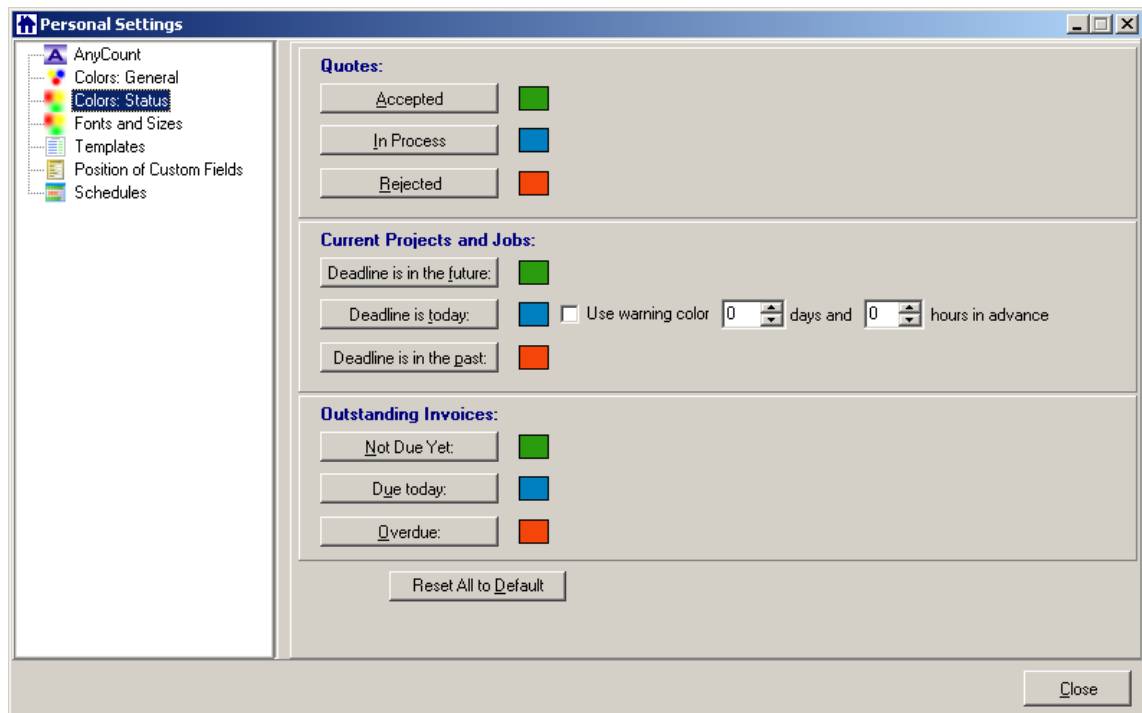 Personal Settings
AnyCount
Colors: General
Colors: Status
Fonts and Sizes
Templates
Position of Custom Fields
Schedules
Quotes:
Accepted
In Process
Rejected
Current Projects and Jobs:
Deadline is in the future:
Deadline is today: Use warning color 0 days and 0 hours in advance
Deadline is in the past:
Outstanding Invoices:
Not Due Yet:
Due today:
Overdue:
Reset All to Default
Close